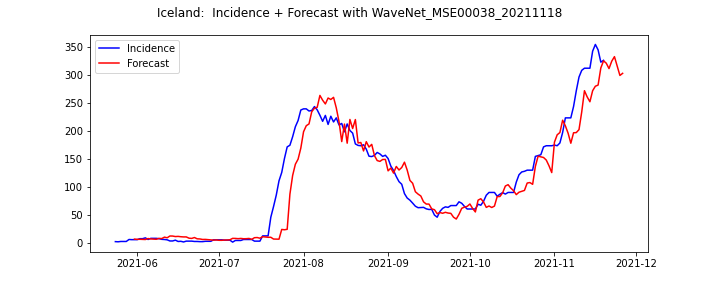 Iceland:  Incidence + Forecast with WaveNet_MSE00038_20211118
Incidence
Forecast
350
300
250
200
150
100
50
0
2021-06 2021-07 2021-08 2021-09 2021-10 2021-11 2021-12